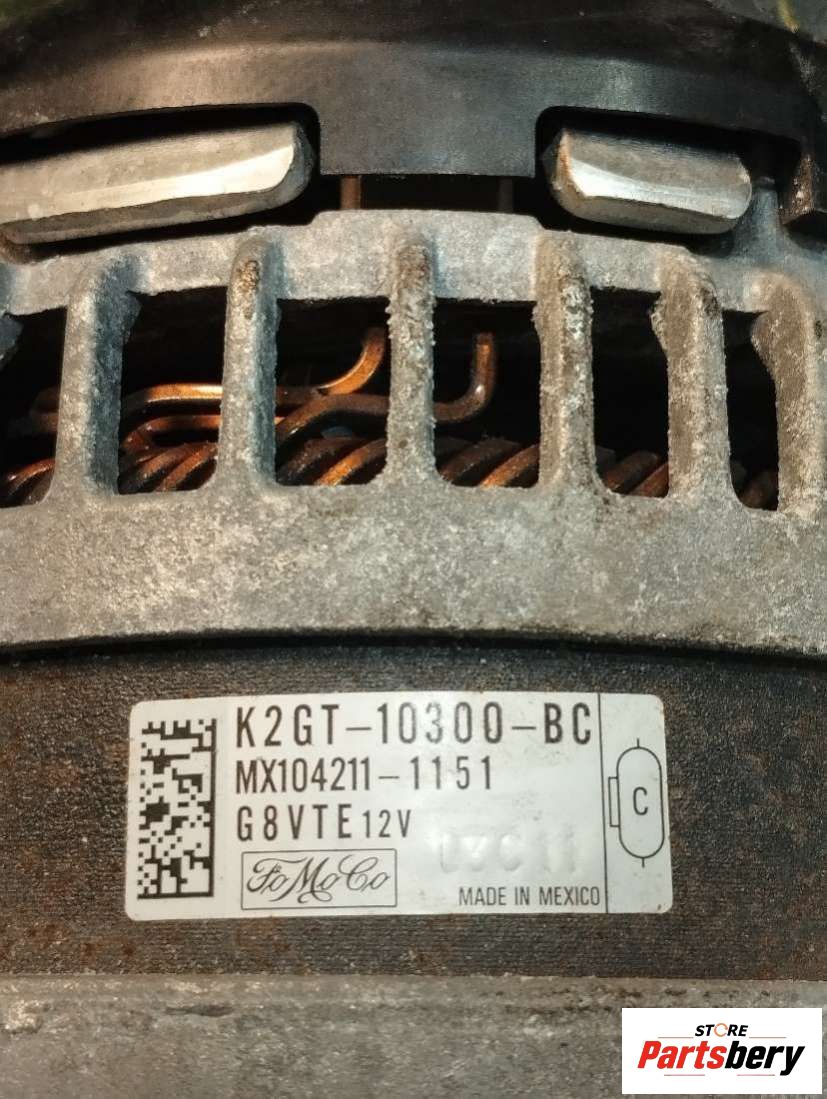 K2GT-10300-BC
MX104211-1151
G8VTE12V
FoMoCo
MADE IN MEXICO
C
STORE
Partsbery